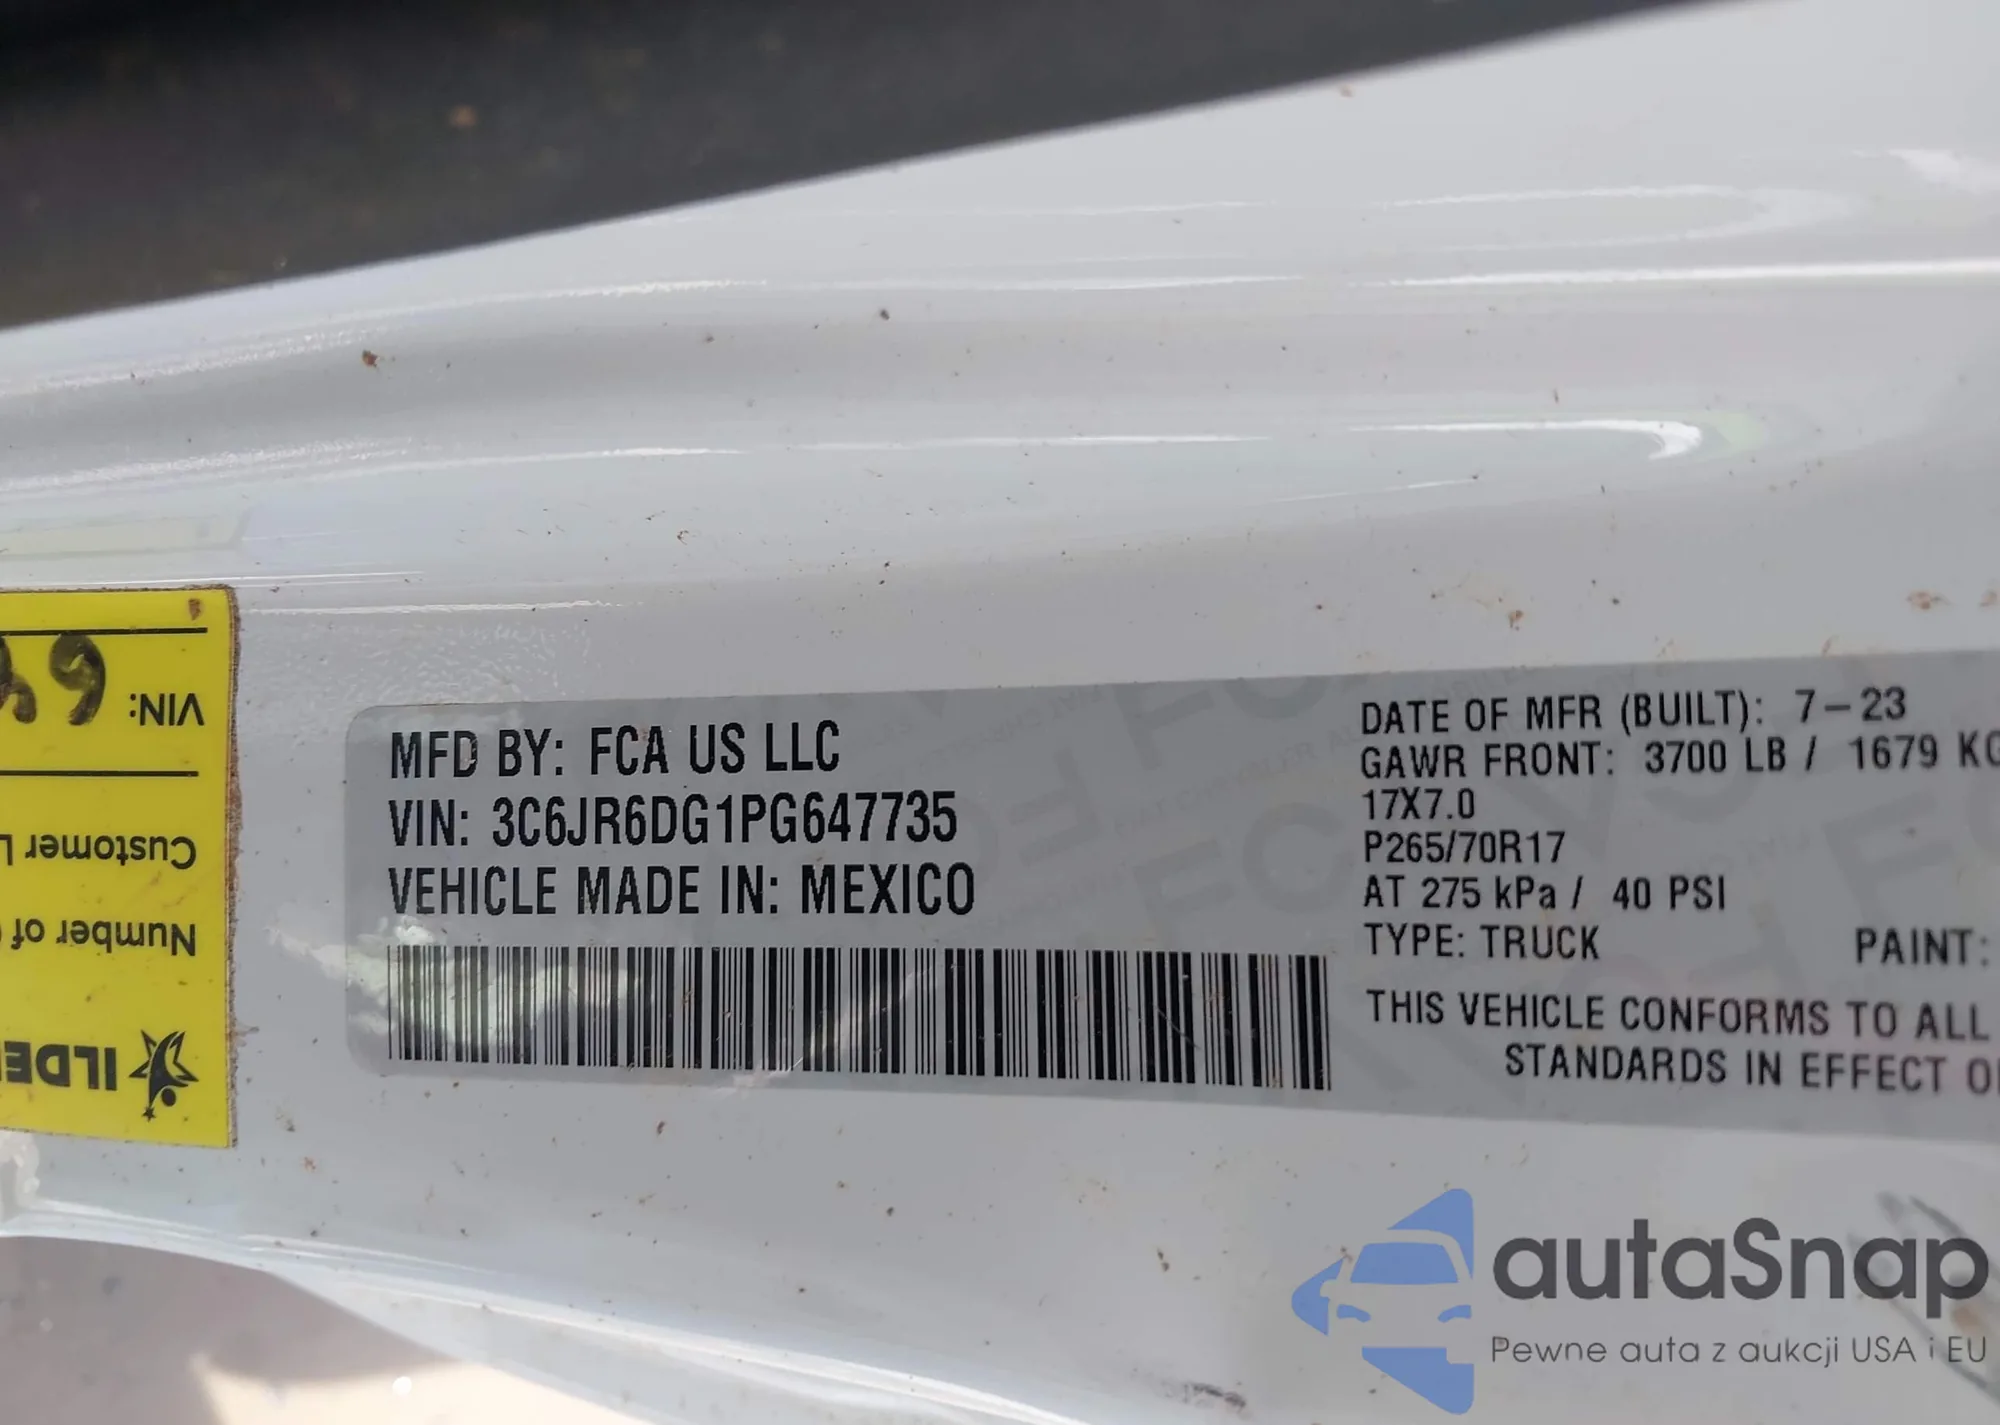 MFD BY: FCA US LLC
VIN: 3C6JR6DG1PG647735
VEHICLE MADE IN: MEXICO
DATE OF MFR (BUILT): 7-23
GAWR FRONT: 3700 LB / 1679 KG
17X7.0
P265/70R17
AT 275 kPa / 40 PSI
TYPE: TRUCK PAINT:
THIS VEHICLE CONFORMS TO ALL
STANDARDS IN EFFECT
VIN:
Customer
Number of
autaSnap
Pewne auta z aukcji USA i EU